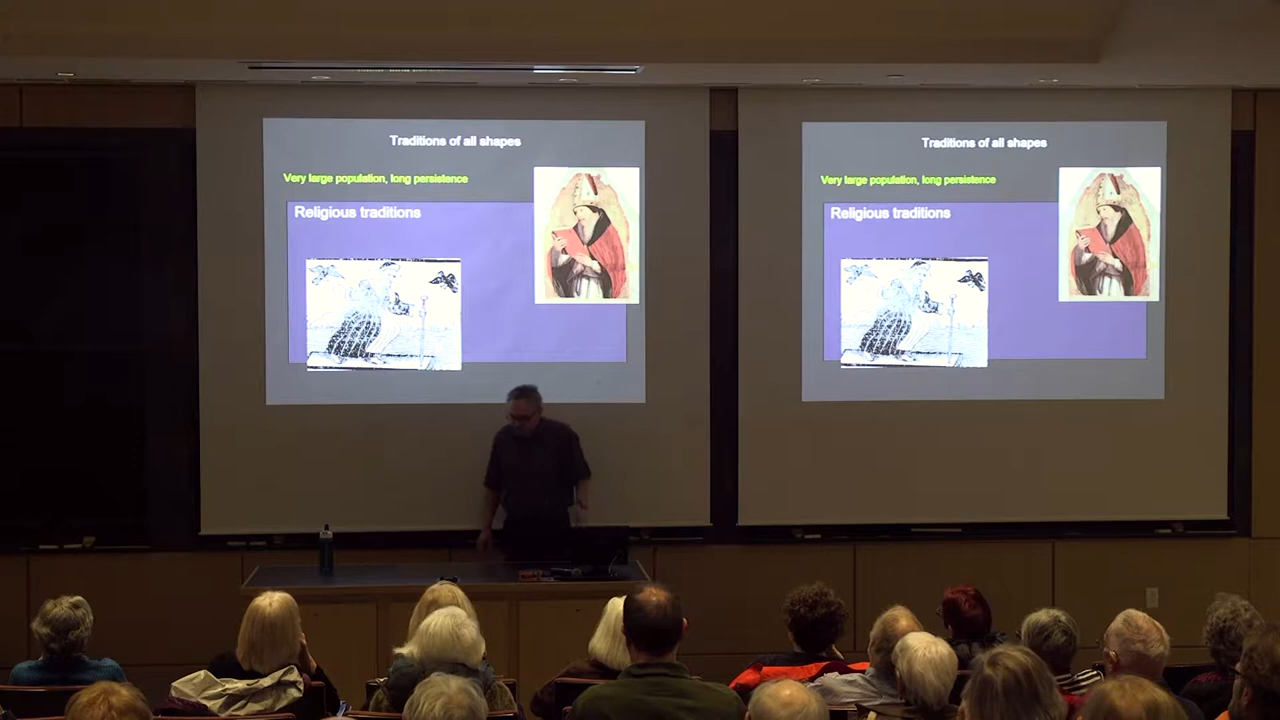 Traditions of all shapes
Very large population, long persistence
Religious traditions
Traditions of all shapes
Very large population, long persistence
Religious traditions